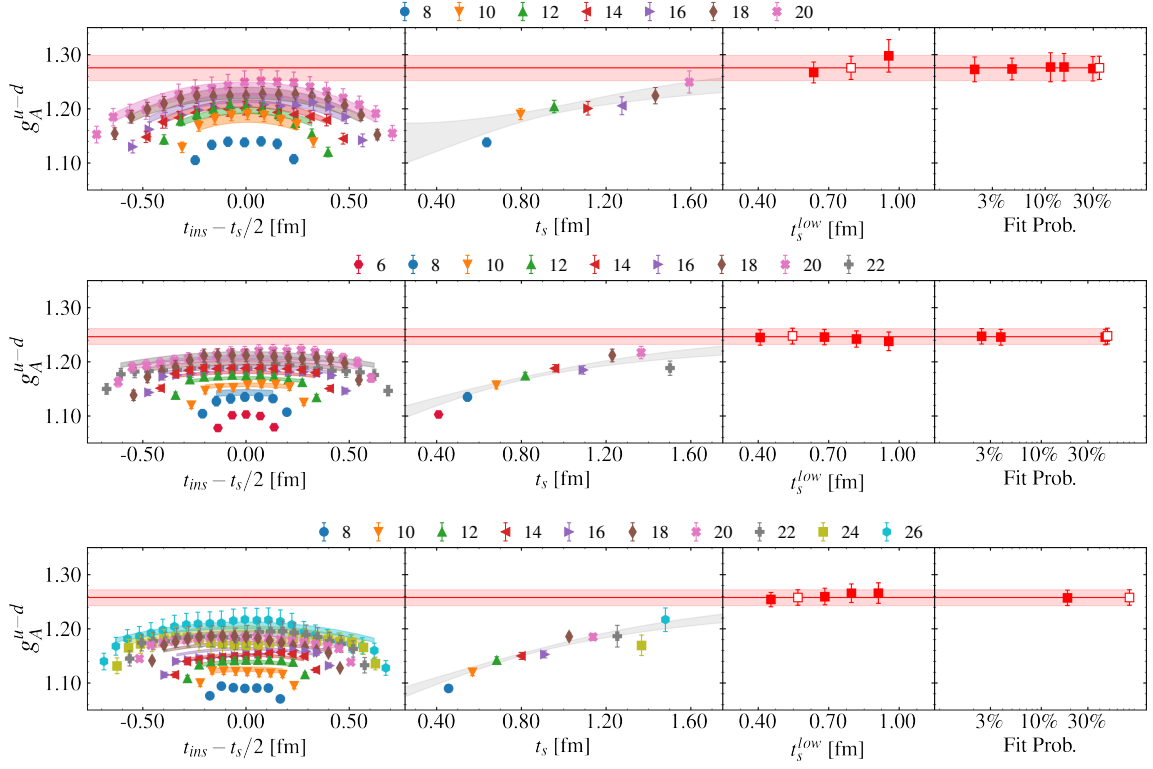 8 10 12 14 16 18 20
1.30
1.20
1.10
g_A^{u-d}
-0.50 0.00 0.50 0.40 0.80 1.20 1.60 0.40 0.70 1.00 3% 10% 30%
t_{ins} − t_s/2 [fm] t_s [fm] t_s^{low} [fm] Fit Prob.
6 8 10 12 14 16 18 20 22
1.30
1.20
1.10
g_A^{u-d}
-0.50 0.00 0.50 0.40 0.80 1.20 1.60 0.40 0.70 1.00 3% 10% 30%
t_{ins} − t_s/2 [fm] t_s [fm] t_s^{low} [fm] Fit Prob.
8 10 12 14 16 18 20 22 24 26
1.30
1.20
1.10
g_A^{u-d}
-0.50 0.00 0.50 0.40 0.80 1.20 1.60 0.40 0.70 1.00 3% 10% 30%
t_{ins} − t_s/2 [fm] t_s [fm] t_s^{low} [fm] Fit Prob.